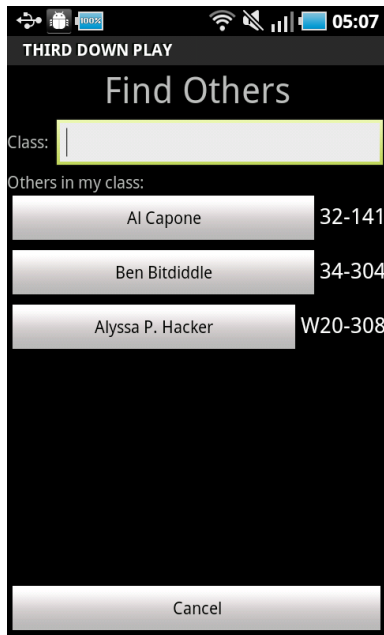 100% 05:07
THIRD DOWN PLAY
Find Others
Class:
Others in my class:
Al Capone 32-141
Ben Bitdiddle 34-304
Alyssa P. Hacker W20-308
Cancel